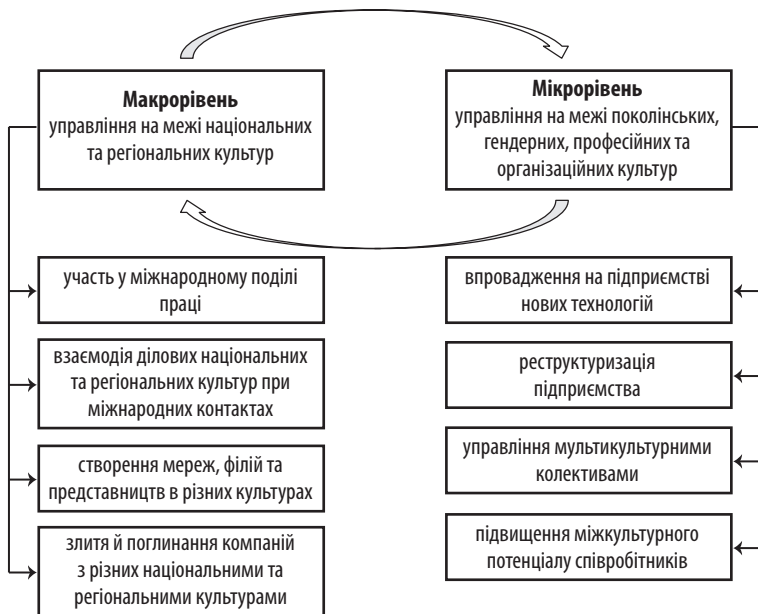 Макрорівень
управління на межі національних
та регіональних культур
Мікрорівень
управління на межі поколінських,
гендерних, професійних та
організаційних культур
участь у міжнародному поділі
праці
взаємодія ділових національних
та регіональних культур при
міжнародних контактах
створення мереж, філій та
представництв в різних культурах
злитя й поглинання компаній
з різних національними та
регіональними культурами
впровадження на підприємстві
нових технологій
реструктуризація
підприємства
управління мультикультурними
колективами
підвищення міжкультурного
потенціалу співробітників